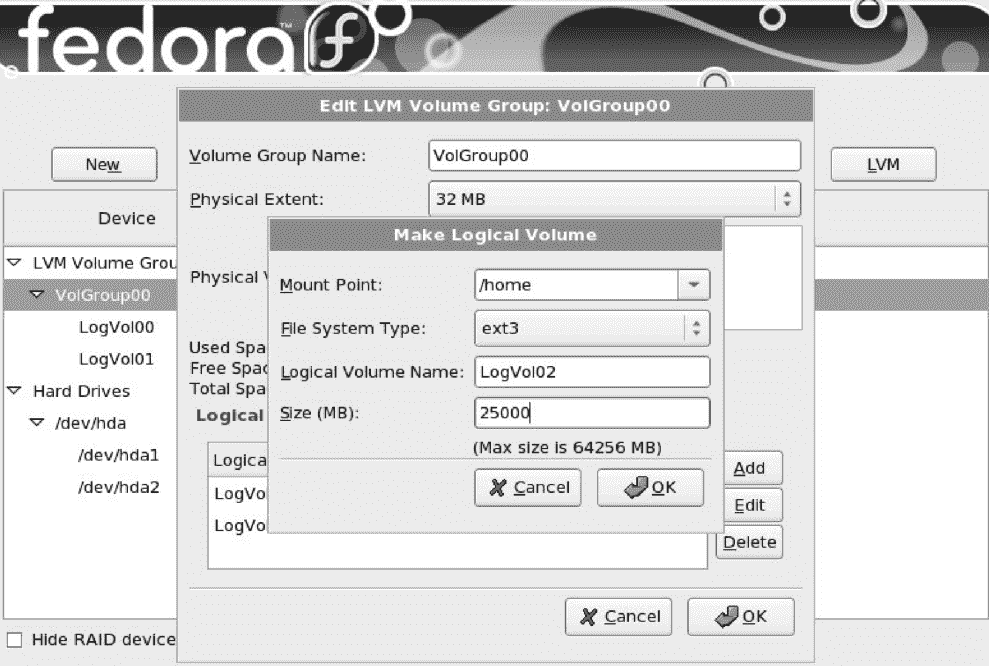 fedora™ f
Edit LVM Volume Group: VolGroup00
New
Volume Group Name: VolGroup00
LVM
Physical Extent: 32 MB
Device
Make Logical Volume
LVM Volume Grou
Physical V
Mount Point: /home
VolGroup00
File System Type: ext3
LogVol00
Used Spa
LogVol01
Free Spac
Logical Volume Name: LogVol02
Total Spa
Hard Drives
Logical
Size (MB): 25000
/dev/hda
(Max size is 64256 MB)
/dev/hda1
Logica
Add
/dev/hda2
LogVo
Cancel
OK
Edit
LogVo
Delete
Cancel
OK
Hide RAID device